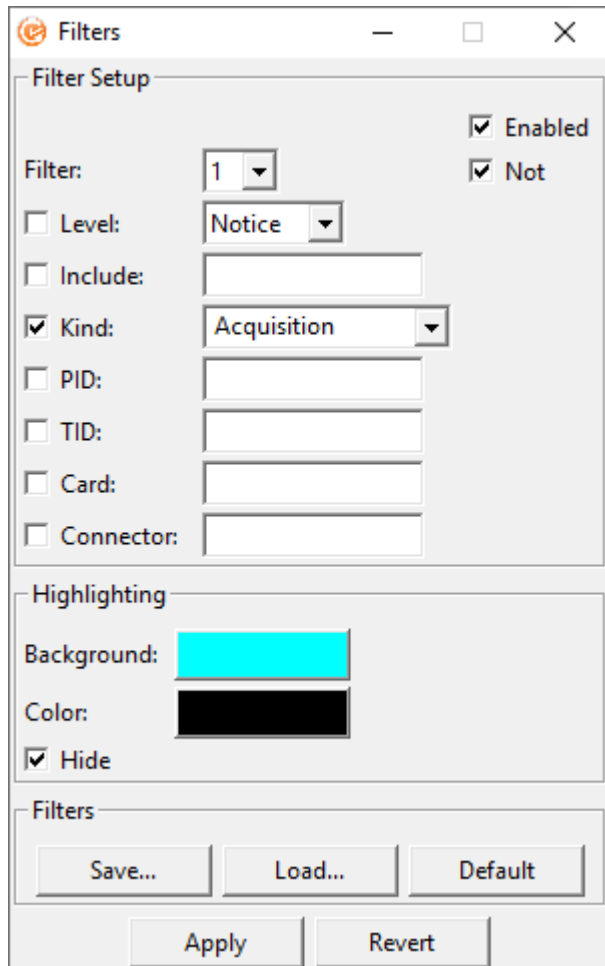 Filters
Filter Setup
Enabled
Filter: 1 Not
Level: Notice
Include:
Kind: Acquisition
PID:
TID:
Card:
Connector:
Highlighting
Background:
Color:
Hide
Filters
Save... Load... Default
Apply Revert